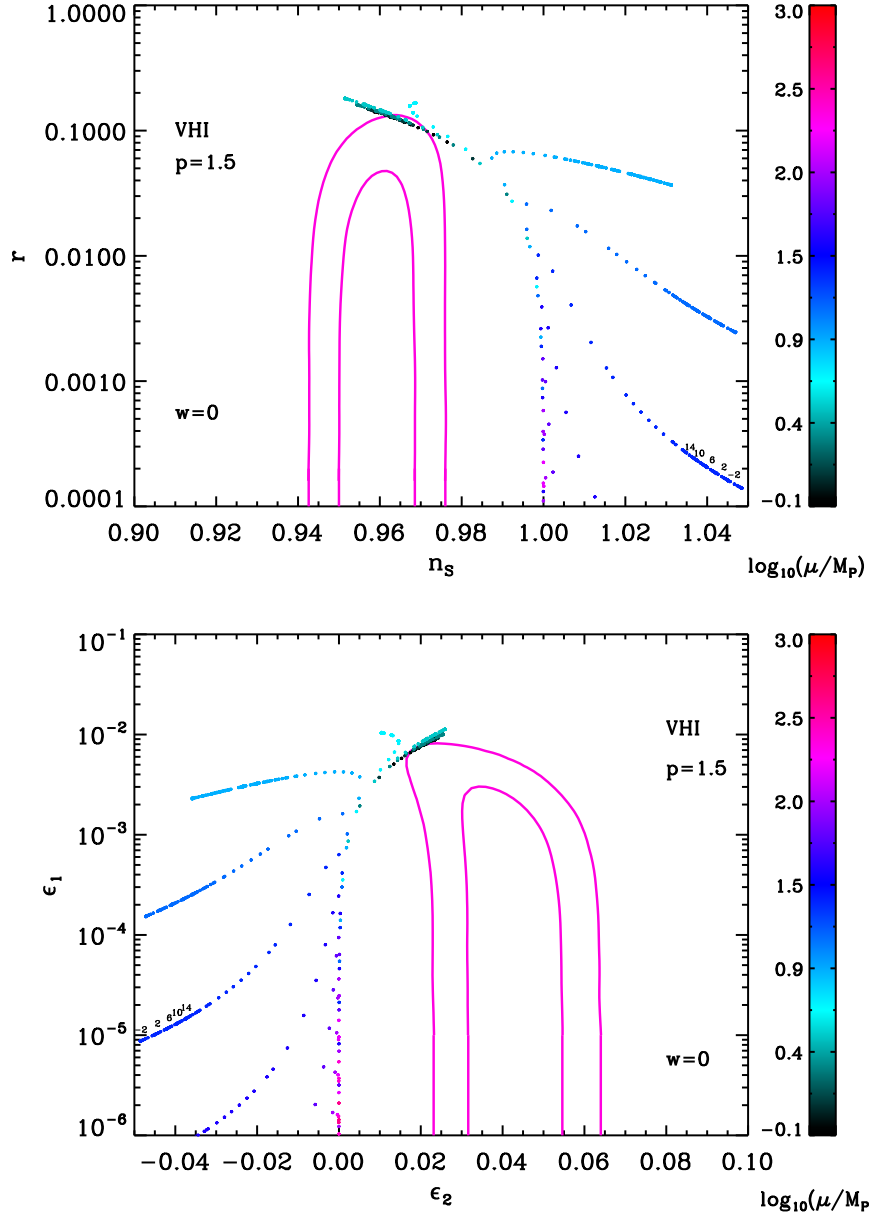 1.0000
0.1000
0.0100
0.0010
0.0001
r
VHI
p=1.5
w=0
14 10 6 2 -2
0.90 0.92 0.94 0.96 0.98 1.00 1.02 1.04
n_S
3.0
2.5
2.0
1.5
0.9
0.4
-0.1
log₁₀(μ/M_P)
10⁻¹
10⁻²
10⁻³
10⁻⁴
10⁻⁵
10⁻⁶
ϵ₁
VHI
p=1.5
-2 2 6 10 14
w=0
-0.04 -0.02 0.00 0.02 0.04 0.06 0.08 0.10
ϵ₂
3.0
2.5
2.0
1.5
0.9
0.4
-0.1
log₁₀(μ/M_P